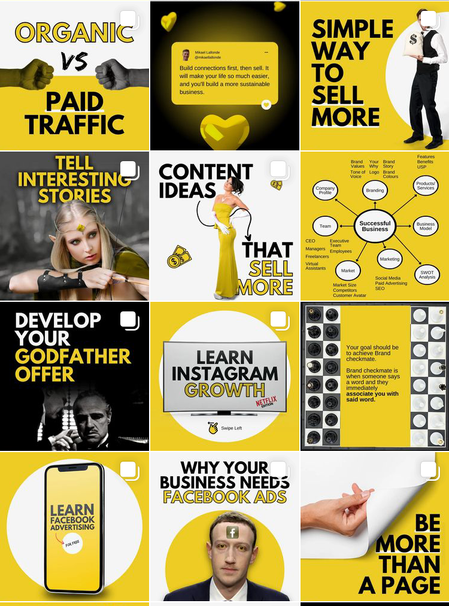 ORGANIC
VS
PAID
TRAFFIC
Mikael Lafonde
Build connections first, then sell. It
will make your life so much easier,
and you'll build a more sustainable
business.
SIMPLE
WAY
TO
SELL
MORE
$
TELL
INTERESTING
STORIES
CONTENT
IDEAS
THAT
SELL
MORE
Brand
Values
Tone of
Voice
Your
Why
Logo
Brand
Story
Brand
Colours
Features
Benefits
USP
Company
Profile
Branding
Products/
Services
Team
Successful
Business
Business
Model
CEO
Managers
Freelancers
Virtual
Assistants
Executive
Team
Employees
Market
Marketing
SWOT
Analysis
Market Size
Competitors
Customer Avatar
Social Media
Paid Advertising
SEO
DEVELOP
YOUR
GODFATHER
OFFER
LEARN
INSTAGRAM
GROWTH
NETFLIX
Swipe Left
Your goal should be
to achieve Brand
checkmate.
Brand checkmate is
when someone says
a word and they
immediately
associate you with
said word.
LEARN
FACEBOOK
ADVERTISING
WHY YOUR
BUSINESS NEEDS
FACEBOOK ADS
f
BE
MORE
THAN
A PAGE